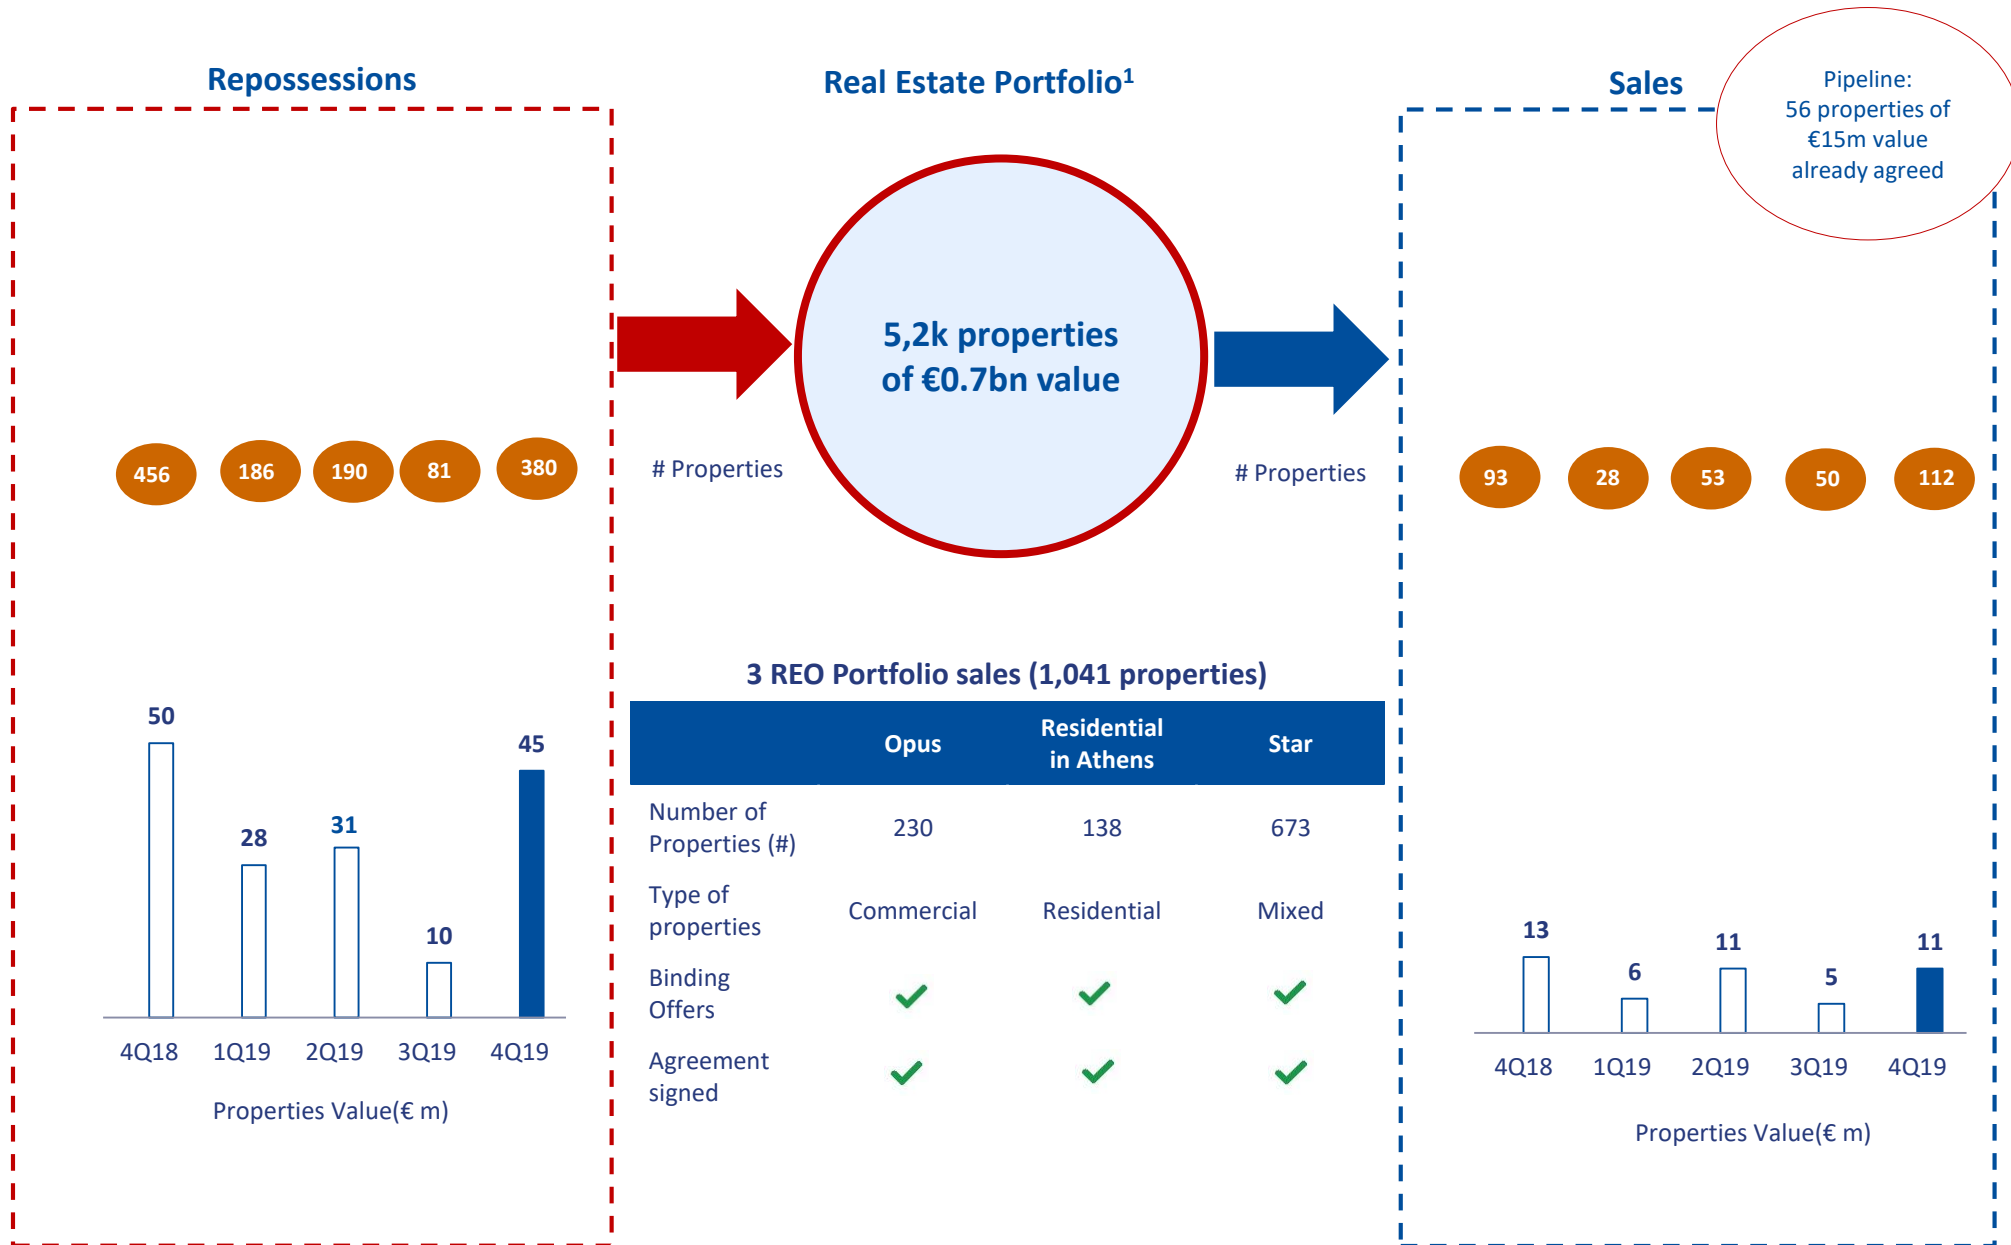 Repossessions
456 186 190 81 380
# Properties
50 28 31 10 45
4Q18 1Q19 2Q19 3Q19 4Q19
Properties Value(€ m)
Real Estate Portfolio¹
5,2k properties
of €0.7bn value
3 REO Portfolio sales (1,041 properties)
Opus Residential in Athens Star
Number of
Properties (#) 230 138 673
Type of
properties Commercial Residential Mixed
Binding
Offers
Agreement
signed
Sales
Pipeline:
56 properties of
€15m value
already agreed
# Properties
93 28 53 50 112
13 6 11 5 11
4Q18 1Q19 2Q19 3Q19 4Q19
Properties Value(€ m)